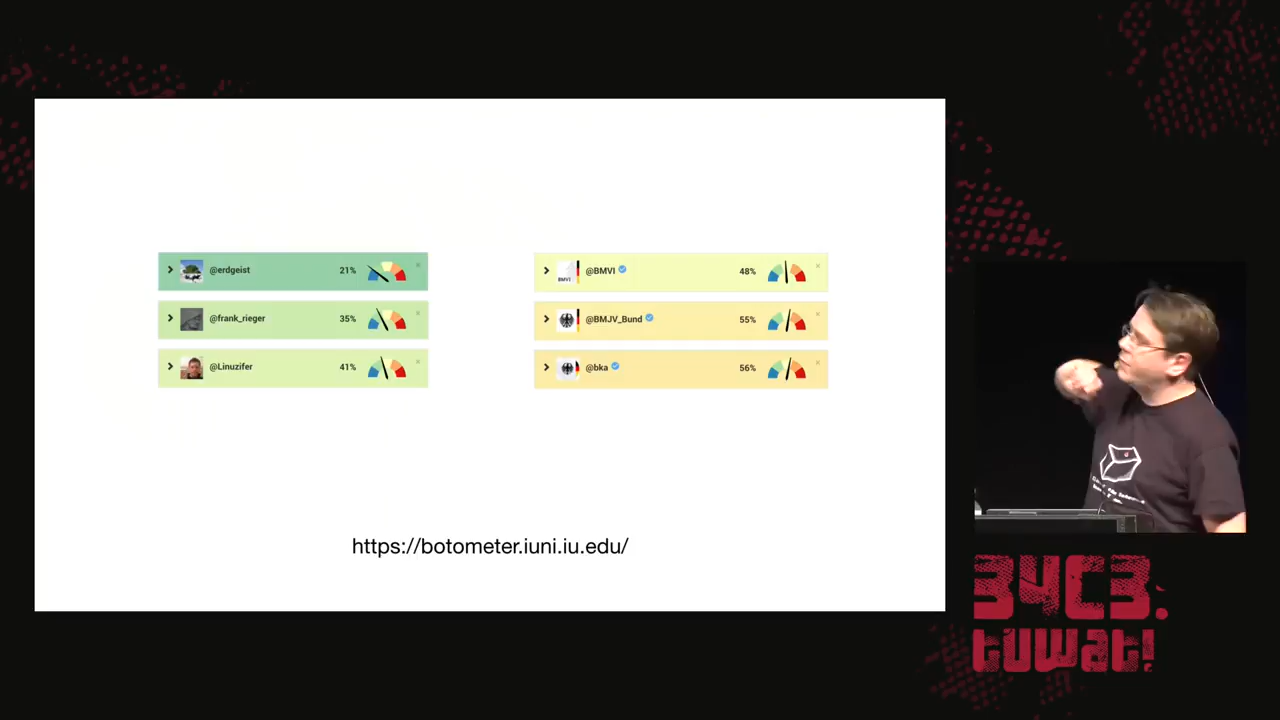 @erdgeist 21%
@frank_rieger 35%
@Linuzifer 41%
@BMVI 48%
BMVI
@BMJV_Bund 55%
@bka 56%
https://botometer.iuni.iu.edu/
34C3.
tuwat!